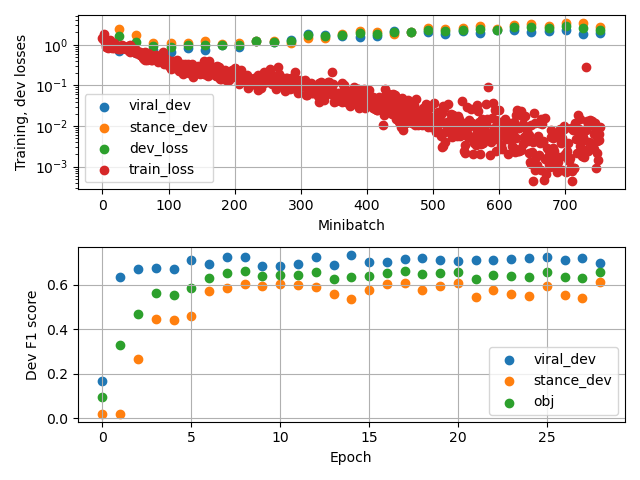 Training, dev losses
10⁰
10⁻¹
10⁻²
10⁻³
viral_dev
stance_dev
dev_loss
train_loss
0 100 200 300 400 500 600 700
Minibatch
Dev F1 score
0.6
0.4
0.2
0.0
viral_dev
stance_dev
obj
0 5 10 15 20 25
Epoch